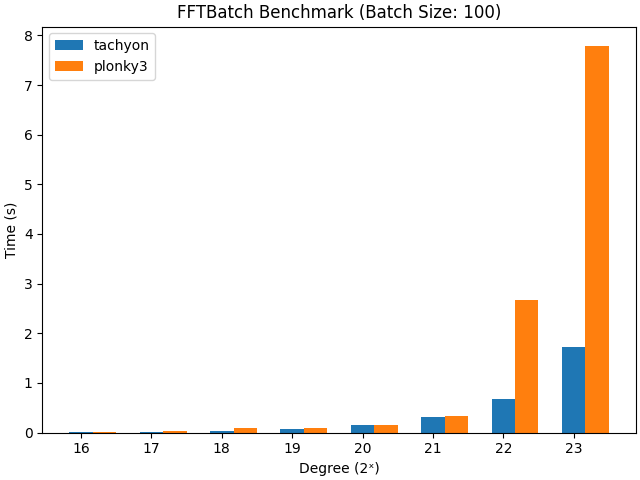 FFTBatch Benchmark (Batch Size: 100)
tachyon
plonky3
Time (s)
8
7
6
5
4
3
2
1
0
16 17 18 19 20 21 22 23
Degree (2ˣ)